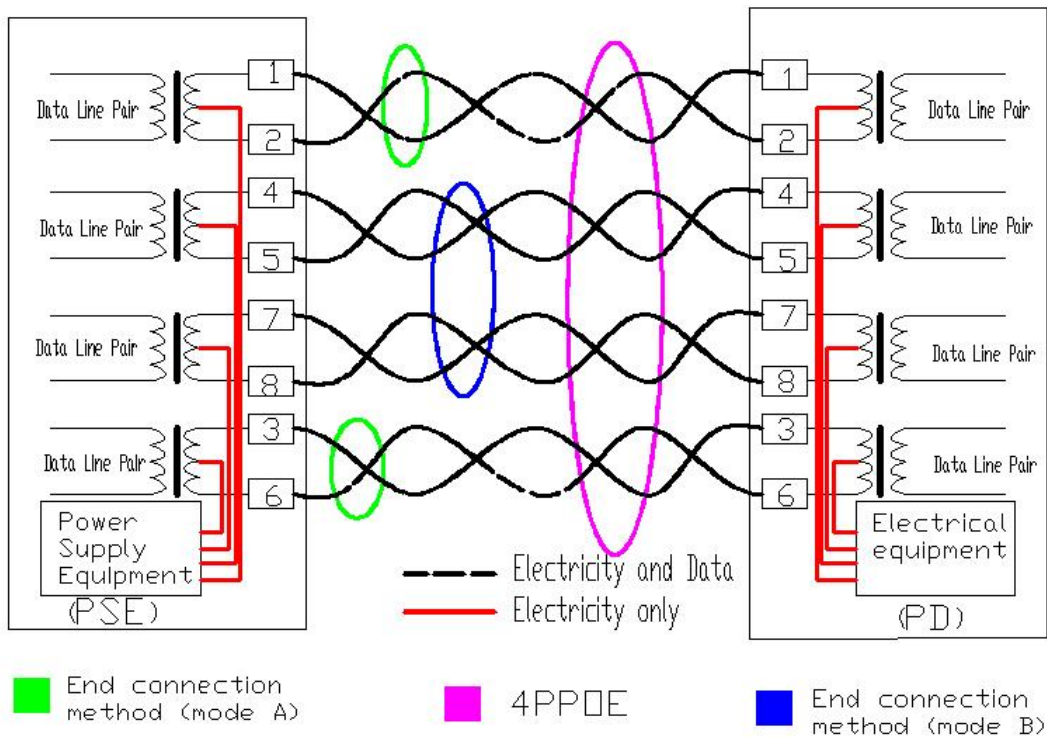 Data Line Pair
1
2
Data Line Pair
4
5
Data Line Pair
7
8
Data Line Pair
3
6
Power
Supply
Equipment
(PSE)
1
2
Data Line Pair
4
5
Data Line Pair
7
8
Data Line Pair
3
6
Data Line Pair
Electrical
equipment
(PD)
Electricity and Data
Electricity only
End connection
method (mode A)
4PPOE
End connection
method (mode B)